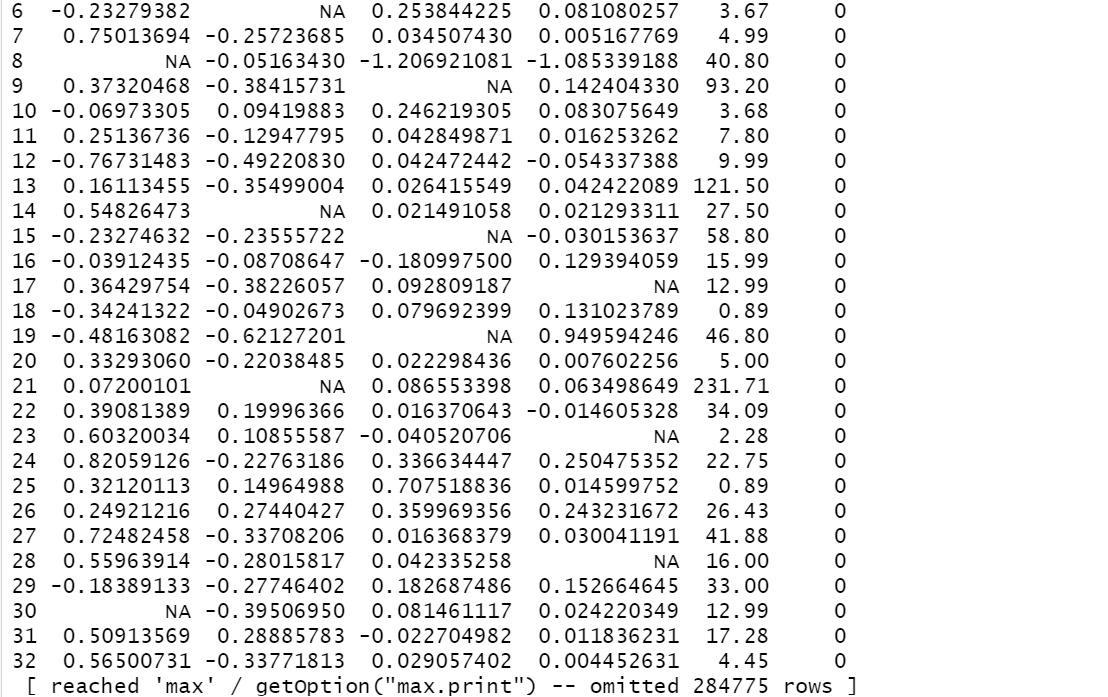 6 -0.23279382 NA 0.253844225 0.081080257 3.67 0
7 0.75013694 -0.25723685 0.034507430 0.005167769 4.99 0
8 NA -0.05163430 -1.206921081 -1.085339188 40.80 0
9 0.37320468 -0.38415731 NA 0.142404330 93.20 0
10 -0.06973305 0.09419883 0.246219305 0.083075649 3.68 0
11 0.25136736 -0.12947795 0.042849871 0.016253262 7.80 0
12 -0.76731483 -0.49220830 0.042472442 -0.054337388 9.99 0
13 0.16113455 -0.35499004 0.026415549 0.042422089 121.50 0
14 0.54826473 NA 0.021491058 0.021293311 27.50 0
15 -0.23274632 -0.23555722 NA -0.030153637 58.80 0
16 -0.03912435 -0.08708647 -0.180997500 0.129394059 15.99 0
17 0.36429754 -0.38226057 0.092809187 NA 12.99 0
18 -0.34241322 -0.04902673 0.079692399 0.131023789 0.89 0
19 -0.48163082 -0.62127201 NA 0.949594246 46.80 0
20 0.33293060 -0.22038485 0.022298436 0.007602256 5.00 0
21 0.07200101 NA 0.086553398 0.063498649 231.71 0
22 0.39081389 0.19996366 0.016370643 -0.014605328 34.09 0
23 0.60320034 0.10855587 -0.040520706 NA 2.28 0
24 0.82059126 -0.22763186 0.336634447 0.250475352 22.75 0
25 0.32120113 0.14964988 0.707518836 0.014599752 0.89 0
26 0.24921216 0.27440427 0.359969356 0.243231672 26.43 0
27 0.72482458 -0.33708206 0.016368379 0.030041191 41.88 0
28 0.55963914 -0.28015817 0.042335258 NA 16.00 0
29 -0.18389133 -0.27746402 0.182687486 0.152664645 33.00 0
30 NA -0.39506950 0.081461117 0.024220349 12.99 0
31 0.50913569 0.28885783 -0.022704982 0.011836231 17.28 0
32 0.56500731 -0.33771813 0.029057402 0.004452631 4.45 0
[ reached 'max' / getOption("max.print") -- omitted 284775 rows ]